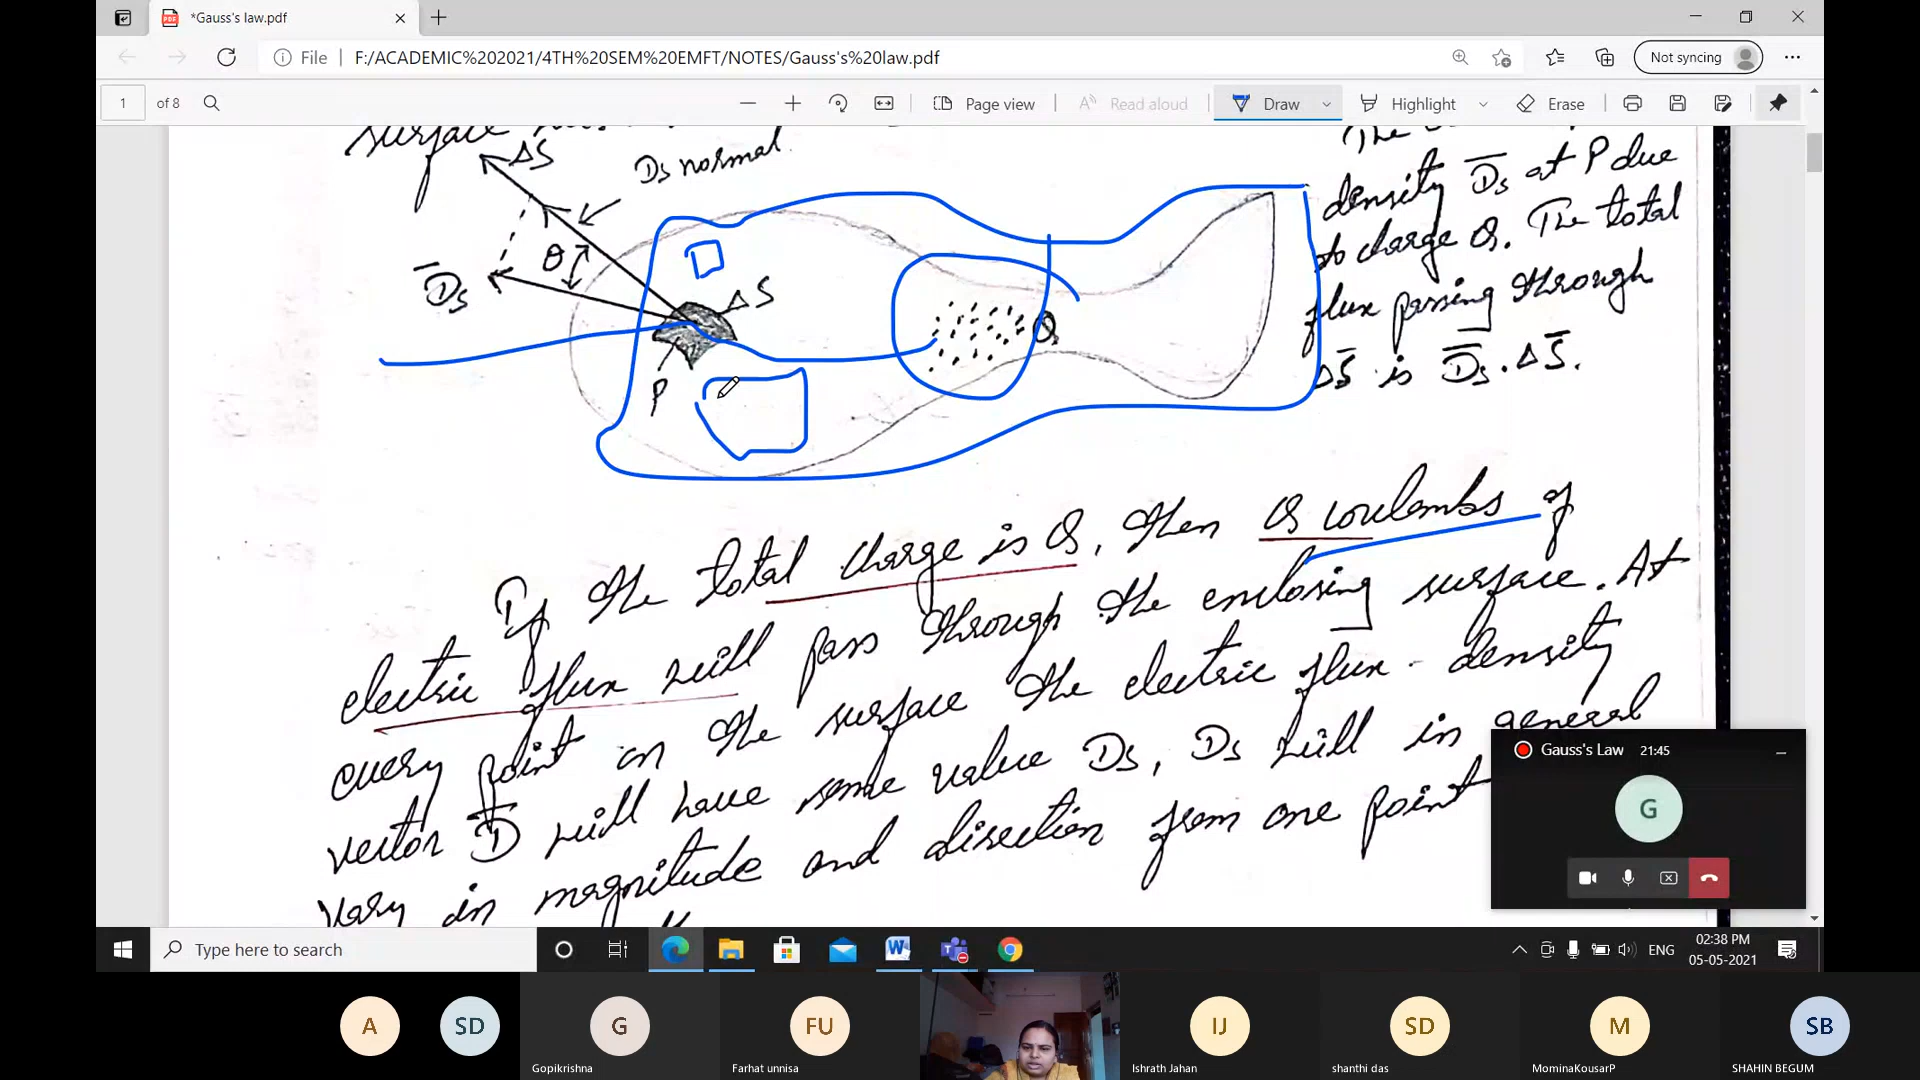 *Gauss's law.pdf
File F:/ACADEMIC%202021/4TH%20SEM%20EMFT/NOTES/Gauss's%20law.pdf
Not syncing
1 of 8
Page view
Read aloud
Draw
Highlight
Erase
surface
ΔS
Ds normal.
θ
Ds
ΔS
P
Q
The
density Ds at P due
to charge Q. The total
flux passing through
ΔS is Ds.ΔS.
If the total charge is Q, then Q coulombs of
electric flux will pass through the enclosing surface. At
every point on the surface the electric flux-density
vector D will have some value Ds, Ds will in general
vary in magnitude and direction from one point
Gauss's Law 21:45
G
Type here to search
ENG
02:38 PM
05-05-2021
A
SD
G
Gopikrishna
FU
Farhat unnisa
IJ
Ishrath Jahan
SD
shanthi das
M
MominaKousarP
SB
SHAHIN BEGUM